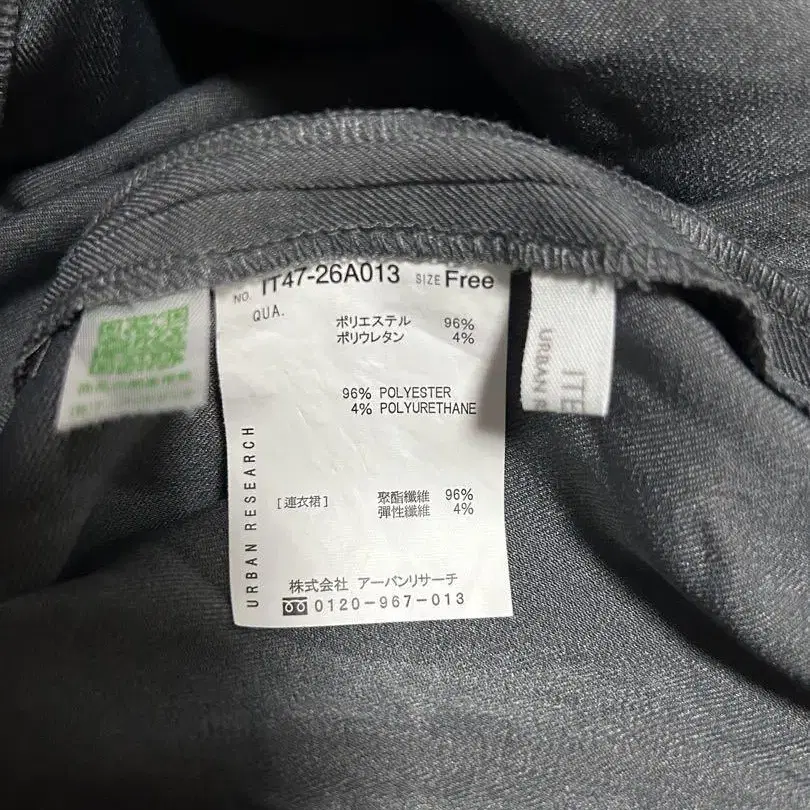 NO. IT47-26A013 SIZE Free
QUA.
ポリエステル 96%
ポリウレタン 4%
96% POLYESTER
4% POLYURETHANE
URBAN RESEARCH
[連衣裙]
聚酯纖維 96%
彈性纖維 4%
株式会社 アーバンリサーチ
0120-967-013
ITE
URBAN R